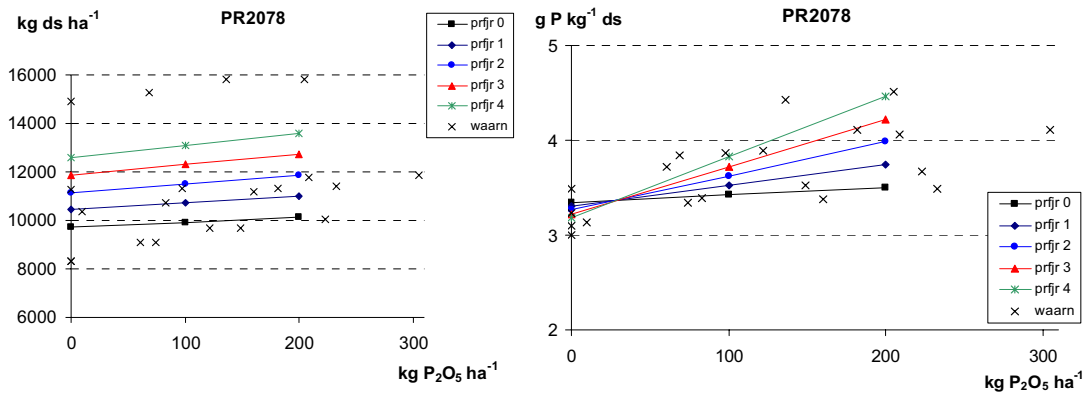 kg ds ha⁻¹
PR2078
prfjr 0
prfjr 1
prfjr 2
prfjr 3
prfjr 4
waarn
16000
14000
12000
10000
8000
6000
0 100 200 300
kg P₂O₅ ha⁻¹
g P kg⁻¹ ds
PR2078
5
4
3
2
prfjr 0
prfjr 1
prfjr 2
prfjr 3
prfjr 4
waarn
0 100 200 300
kg P₂O₅ ha⁻¹